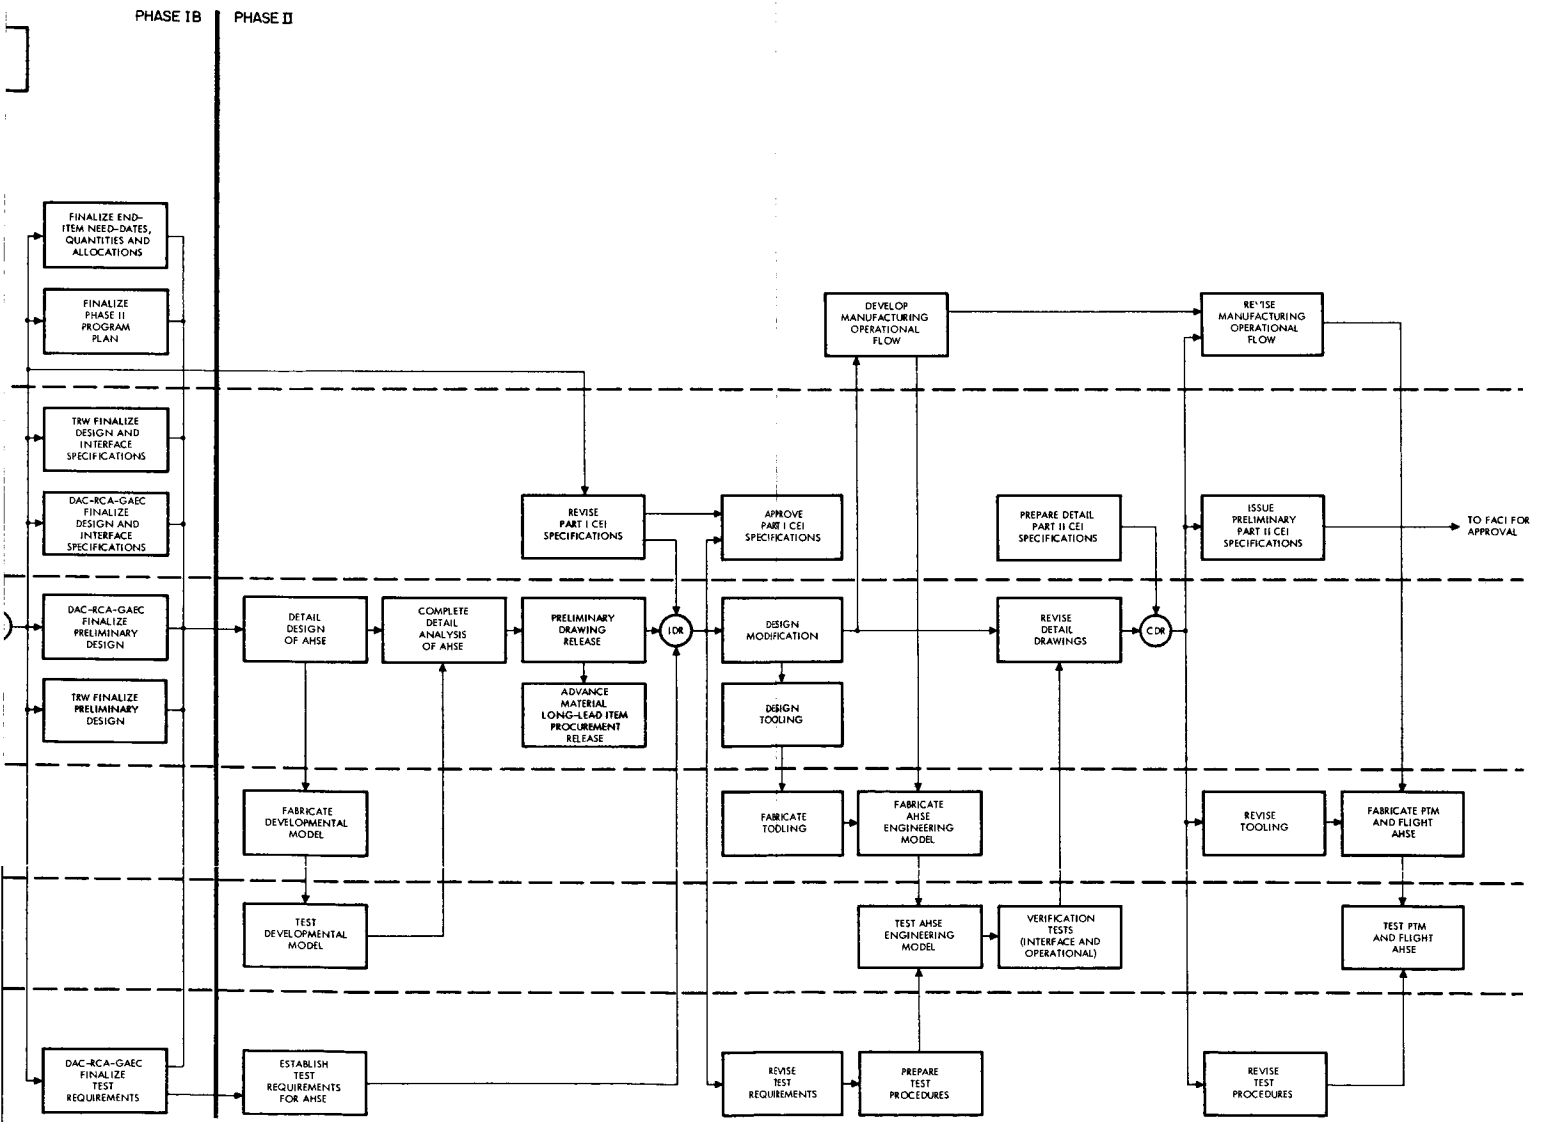 PHASE IB
PHASE II
FINALIZE END-
ITEM NEED-DATES,
QUANTITIES AND
ALLOCATIONS
FINALIZE
PHASE II
PROGRAM
PLAN
DEVELOP
MANUFACTURING
OPERATIONAL
FLOW
REVISE
MANUFACTURING
OPERATIONAL
FLOW
TRW FINALIZE
DESIGN AND
INTERFACE
SPECIFICATIONS
DAC-RCA-GAEC
FINALIZE
DESIGN AND
INTERFACE
SPECIFICATIONS
REVISE
PART I CEI
SPECIFICATIONS
APPROVE
PART I CEI
SPECIFICATIONS
PREPARE DETAIL
PART II CEI
SPECIFICATIONS
ISSUE
PRELIMINARY
PART II CEI
SPECIFICATIONS
TO FACI FOR
APPROVAL
DAC-RCA-GAEC
FINALIZE
PRELIMINARY
DESIGN
DETAIL
DESIGN
OF AHSE
COMPLETE
DETAIL
ANALYSIS
OF AHSE
PRELIMINARY
DRAWING
RELEASE
IDR
DESIGN
MODIFICATION
REVISE
DETAIL
DRAWINGS
CDR
TRW FINALIZE
PRELIMINARY
DESIGN
ADVANCE
MATERIAL
LONG-LEAD ITEM
PROCUREMENT
RELEASE
DESIGN
TOOLING
FABRICATE
DEVELOPMENTAL
MODEL
FABRICATE
TOOLING
FABRICATE
AHSE
ENGINEERING
MODEL
REVISE
TOOLING
FABRICATE PTM
AND FLIGHT
AHSE
TEST
DEVELOPMENTAL
MODEL
TEST AHSE
ENGINEERING
MODEL
VERIFICATION
TESTS
(INTERFACE AND
OPERATIONAL)
TEST PTM
AND FLIGHT
AHSE
DAC-RCA-GAEC
FINALIZE
TEST
REQUIREMENTS
ESTABLISH
TEST
REQUIREMENTS
FOR AHSE
REVISE
TEST
REQUIREMENTS
PREPARE
TEST
PROCEDURES
REVISE
TEST
PROCEDURES